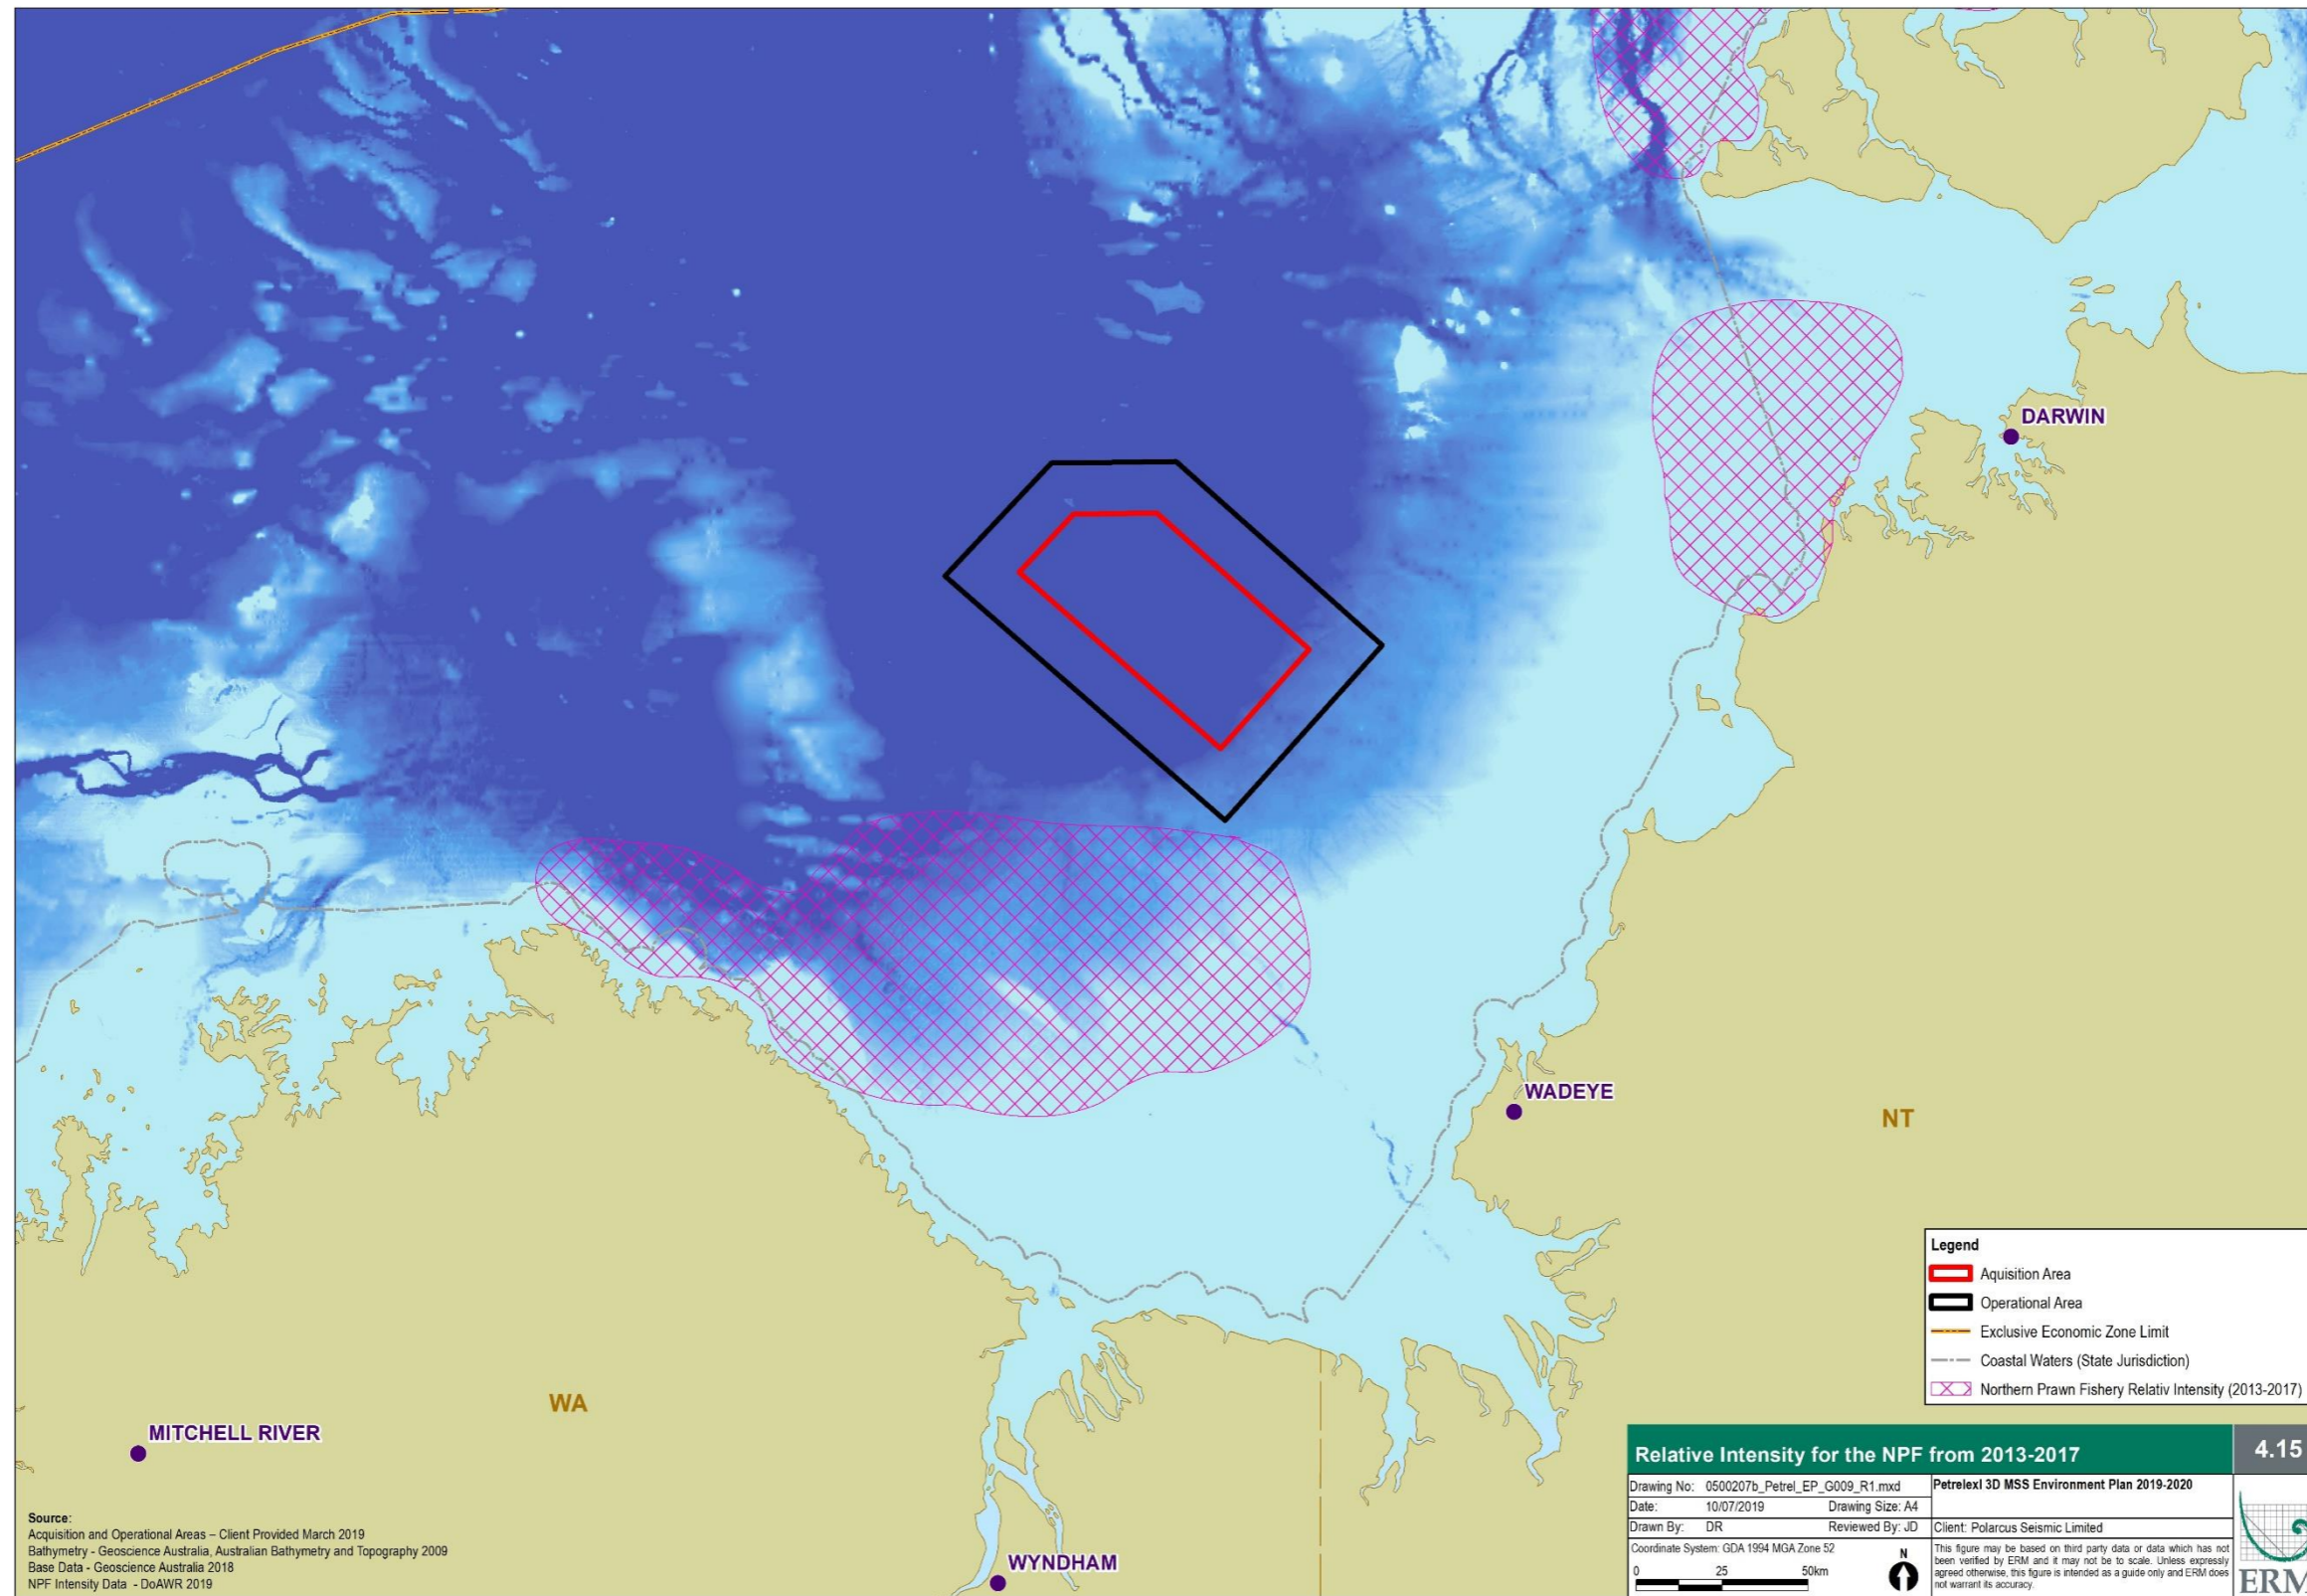 DARWIN
WADEYE
NT
WA
MITCHELL RIVER
WYNDHAM
Legend
Aquisition Area
Operational Area
Exclusive Economic Zone Limit
Coastal Waters (State Jurisdiction)
Northern Prawn Fishery Relativ Intensity (2013-2017)
Source:
Acquisition and Operational Areas – Client Provided March 2019
Bathymetry - Geoscience Australia, Australian Bathymetry and Topography 2009
Base Data - Geoscience Australia 2018
NPF Intensity Data - DoAWR 2019
Relative Intensity for the NPF from 2013-2017
4.15
Drawing No: 0500207b_Petrel_EP_G009_R1.mxd
Petrelexl 3D MSS Environment Plan 2019-2020
Date: 10/07/2019 Drawing Size: A4
Drawn By: DR Reviewed By: JD
Client: Polarcus Seismic Limited
Coordinate System: GDA 1994 MGA Zone 52
0 25 50km
N
This figure may be based on third party data or data which has not
been verified by ERM and it may not be to scale. Unless expressly
agreed otherwise, this figure is intended as a guide only and ERM does
not warrant its accuracy.
ERM